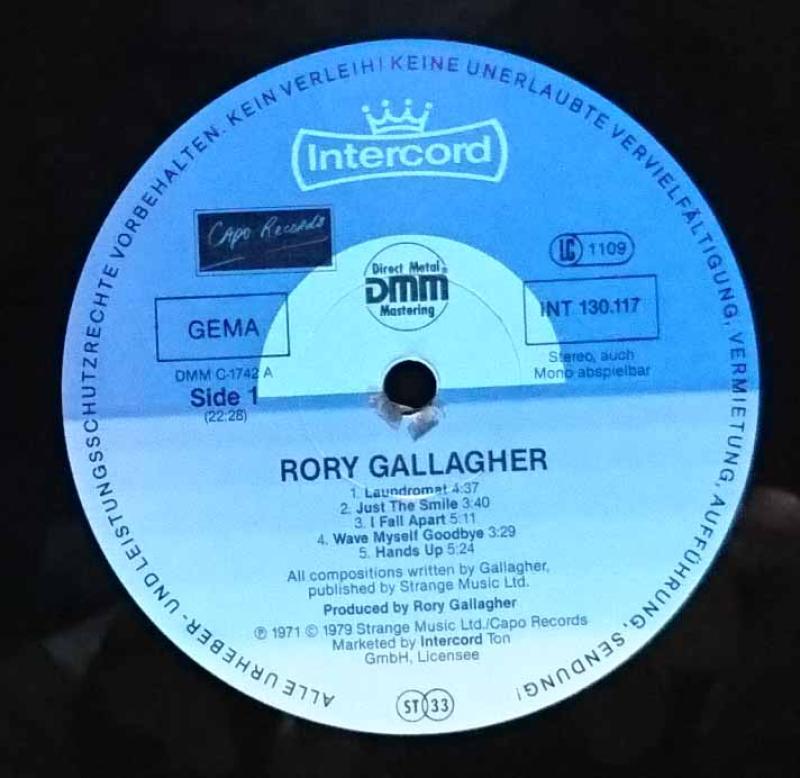 ALLE URHEBER- UND LEISTUNGSSCHUTZRECHTE VORBEHALTEN. KEIN VERLEIH! KEINE UNERLAUBTE VERVIELFÄLTIGUNG, VERMIETUNG, AUFFÜHRUNG, SENDUNG!
Intercord
Capo Records
LC 1109
Direct Metal
DMM
Mastering
GEMA
INT 130.117
DMM C-1742 A
Side 1
(22:28)
Stereo, auch
Mono abspielbar
RORY GALLAGHER
1. Laundromat 4:37
2. Just The Smile 3:40
3. I Fall Apart 5:11
4. Wave Myself Goodbye 3:29
5. Hands Up 5:24
All compositions written by Gallagher,
published by Strange Music Ltd.
Produced by Rory Gallagher
℗ 1971 © 1979 Strange Music Ltd./Capo Records
Marketed by Intercord Ton
GmbH, Licensee
ST 33